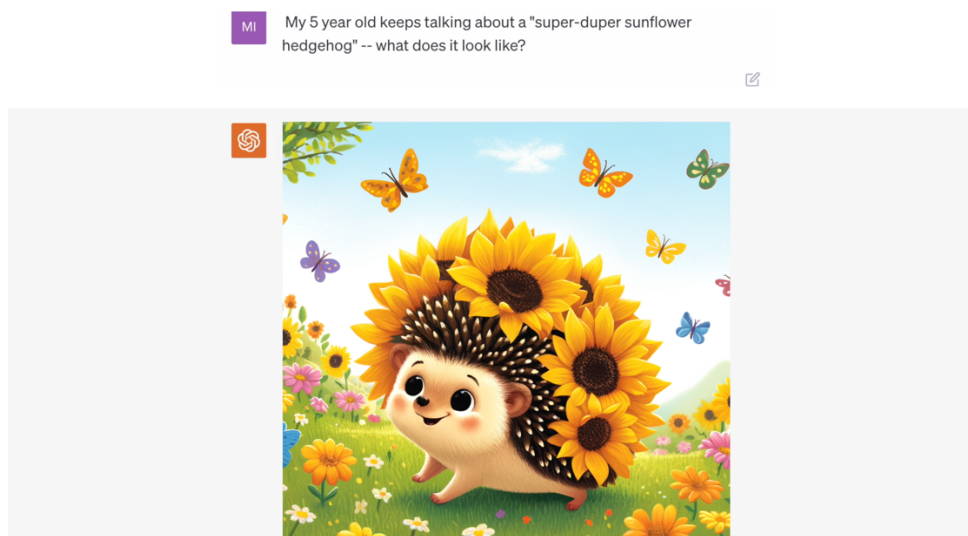 MI
My 5 year old keeps talking about a "super-duper sunflower
hedgehog" -- what does it look like?